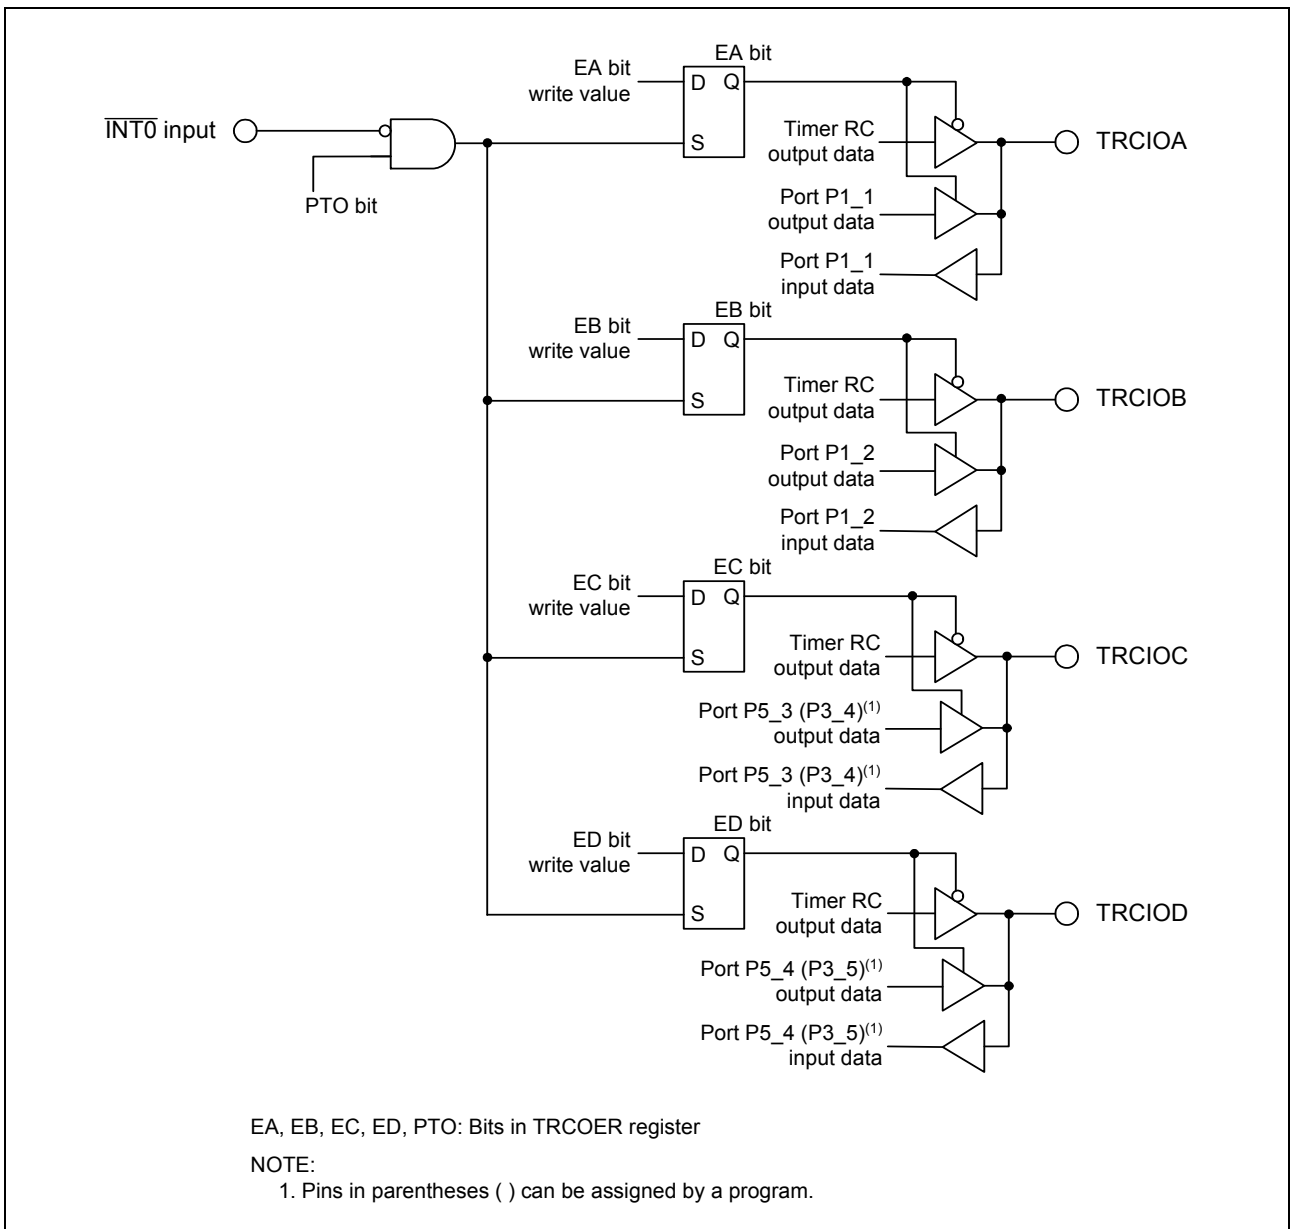 EA bit
EA bit
write value
D Q
S
INT0 input
PTO bit
Timer RC
output data
TRCIOA
Port P1_1
output data
Port P1_1
input data
EB bit
EB bit
write value
D Q
S
Timer RC
output data
TRCIOB
Port P1_2
output data
Port P1_2
input data
EC bit
EC bit
write value
D Q
S
Timer RC
output data
TRCIOC
Port P5_3 (P3_4)(1)
output data
Port P5_3 (P3_4)(1)
input data
ED bit
ED bit
write value
D Q
S
Timer RC
output data
TRCIOD
Port P5_4 (P3_5)(1)
output data
Port P5_4 (P3_5)(1)
input data
EA, EB, EC, ED, PTO: Bits in TRCOER register
NOTE:
1. Pins in parentheses ( ) can be assigned by a program.